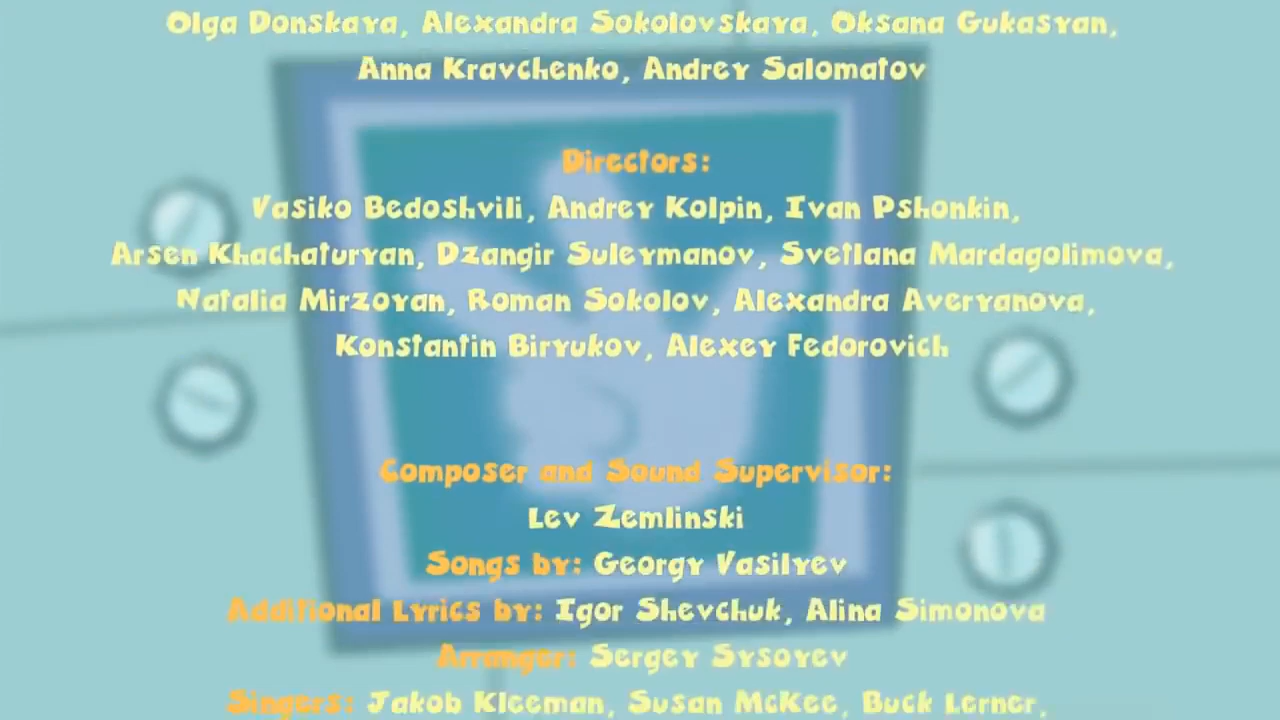 Olga Donskaya, Alexandra Sokolovskaya, Oksana Gukasyan,
Anna Kravchenko, Andrey Salomatov
Directors:
Vasiko Bedoshvili, Andrey Kolpin, Ivan Pshonkin,
Arsen Khachaturyan, Dzangir Suleymanov, Svetlana Mardagolimova,
Natalia Mirzoyan, Roman Sokolov, Alexandra Averyanova,
Konstantin Biryukov, Alexey Fedorovich
Composer and Sound Supervisor:
Lev Zemlinski
Songs by: Georgy Vasilyev
Additional Lyrics by: Igor Shevchuk, Alina Simonova
Arranger: Sergey Sysoyev
Singers: Jakob Kleeman, Susan McKee, Buck Lerner,